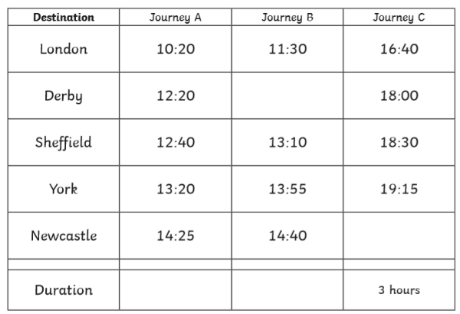 Destination Journey A Journey B Journey C
London 10:20 11:30 16:40
Derby 12:20 18:00
Sheffield 12:40 13:10 18:30
York 13:20 13:55 19:15
Newcastle 14:25 14:40
Duration 3 hours